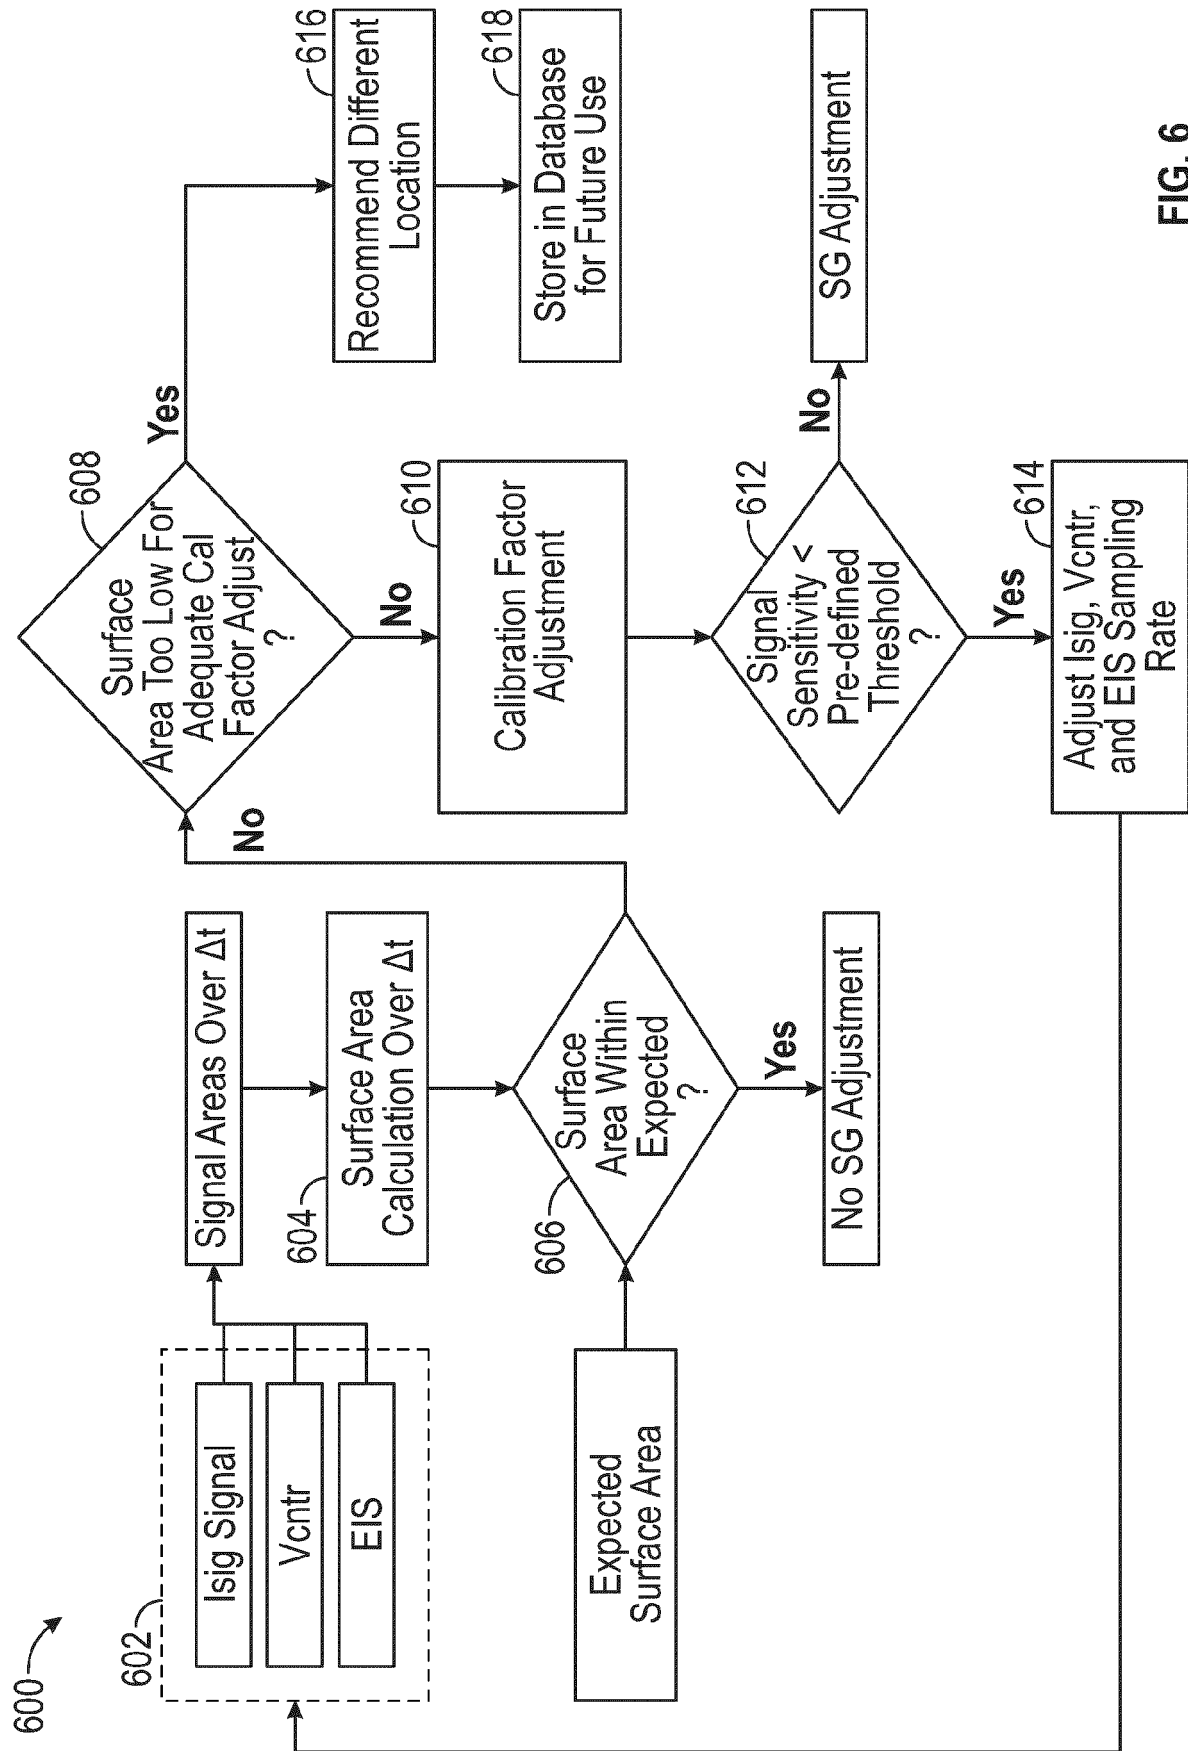 600
602
Isig Signal
Vcntr
EIS
Signal Areas Over Δt
604
Surface Area
Calculation Over Δt
Expected
Surface Area
606
Surface
Area Within
Expected
?
Yes
No SG Adjustment
No
608
Surface
Area Too Low For
Adequate Cal
Factor Adjust
?
Yes
616
Recommend Different
Location
618
Store in Database
for Future Use
No
610
Calibration Factor
Adjustment
612
Signal
Sensitivity <
Pre-defined
Threshold
?
No
SG Adjustment
Yes
614
Adjust Isig, Vcntr,
and EIS Sampling
Rate
FIG. 6